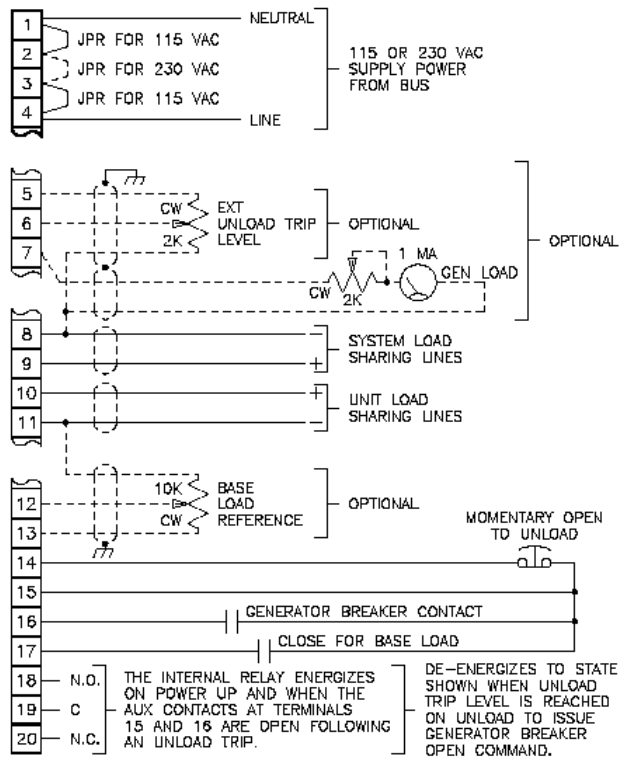 1 NEUTRAL
JPR FOR 115 VAC
2
JPR FOR 230 VAC
3
JPR FOR 115 VAC
4
LINE
115 OR 230 VAC
SUPPLY POWER
FROM BUS
5
6
7
CW
2K
EXT
UNLOAD TRIP
LEVEL
OPTIONAL
OPTIONAL
1 MA
GEN LOAD
CW
2K
8 −
9 +
SYSTEM LOAD
SHARING LINES
10 +
11 −
UNIT LOAD
SHARING LINES
12
13
10K
CW
BASE
LOAD
REFERENCE
OPTIONAL
MOMENTARY OPEN
TO UNLOAD
14
15
16 GENERATOR BREAKER CONTACT
17 CLOSE FOR BASE LOAD
18 N.O.
19 C
20 N.C.
THE INTERNAL RELAY ENERGIZES
ON POWER UP AND WHEN THE
AUX CONTACTS AT TERMINALS
15 AND 16 ARE OPEN FOLLOWING
AN UNLOAD TRIP.
DE-ENERGIZES TO STATE
SHOWN WHEN UNLOAD
TRIP LEVEL IS REACHED
ON UNLOAD TO ISSUE
GENERATOR BREAKER
OPEN COMMAND.